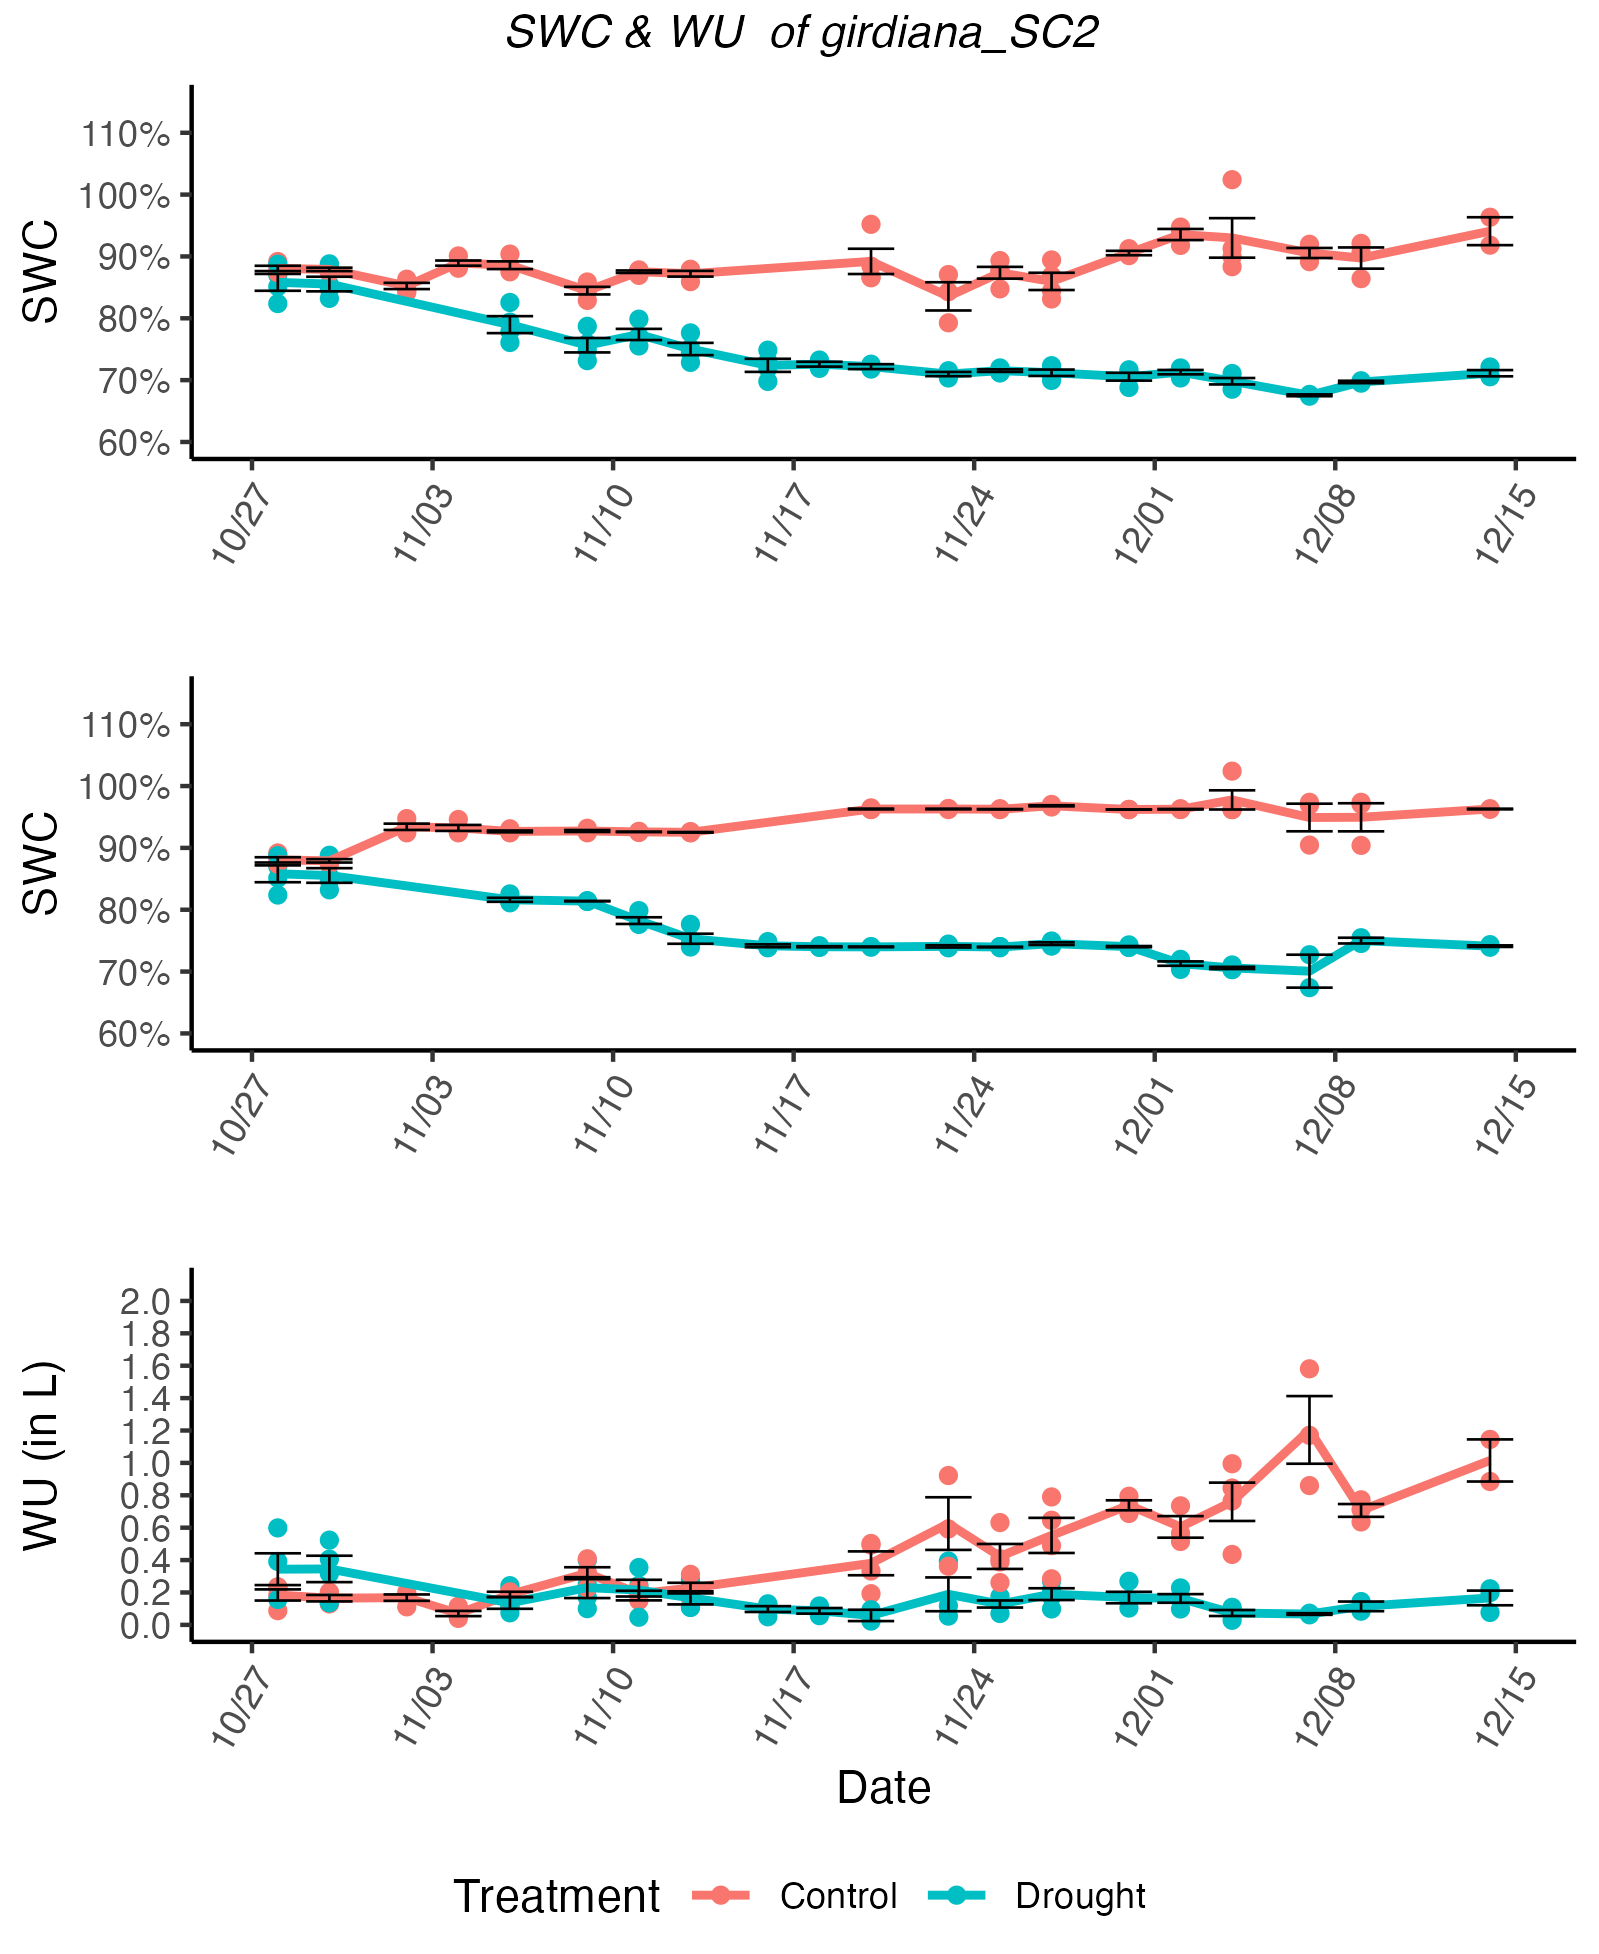 SWC & WU of girdiana_SC2
SWC
110%
100%
90%
80%
70%
60%
10/27 11/03 11/10 11/17 11/24 12/01 12/08 12/15
SWC
110%
100%
90%
80%
70%
60%
10/27 11/03 11/10 11/17 11/24 12/01 12/08 12/15
WU (in L)
2.0
1.8
1.6
1.4
1.2
1.0
0.8
0.6
0.4
0.2
0.0
10/27 11/03 11/10 11/17 11/24 12/01 12/08 12/15
Date
Treatment Control Drought